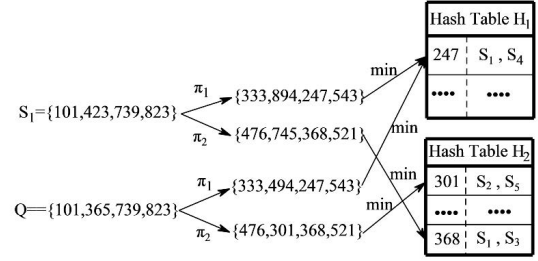 Hash Table H1
247 S1 , S4
•••• ••••
min
π1
{333,894,247,543}
S1={101,423,739,823}
π2
{476,745,368,521}
min
Hash Table H2
π1
{333,494,247,543}
min
301 S2 , S5
Q={101,365,739,823}
min
•••• ••••
π2
{476,301,368,521}
368 S1 , S3